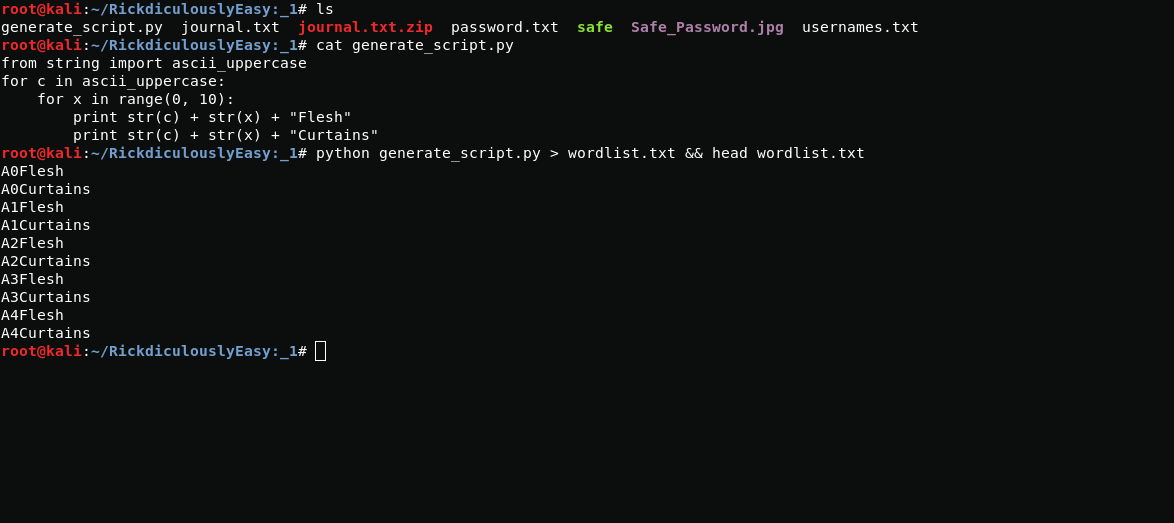 root@kali:~/RickdiculouslyEasy:_1# ls
generate_script.py  journal.txt  journal.txt.zip  password.txt  safe  Safe_Password.jpg  usernames.txt
root@kali:~/RickdiculouslyEasy:_1# cat generate_script.py
from string import ascii_uppercase
for c in ascii_uppercase:
    for x in range(0, 10):
        print str(c) + str(x) + "Flesh"
        print str(c) + str(x) + "Curtains"
root@kali:~/RickdiculouslyEasy:_1# python generate_script.py > wordlist.txt && head wordlist.txt
A0Flesh
A0Curtains
A1Flesh
A1Curtains
A2Flesh
A2Curtains
A3Flesh
A3Curtains
A4Flesh
A4Curtains
root@kali:~/RickdiculouslyEasy:_1#